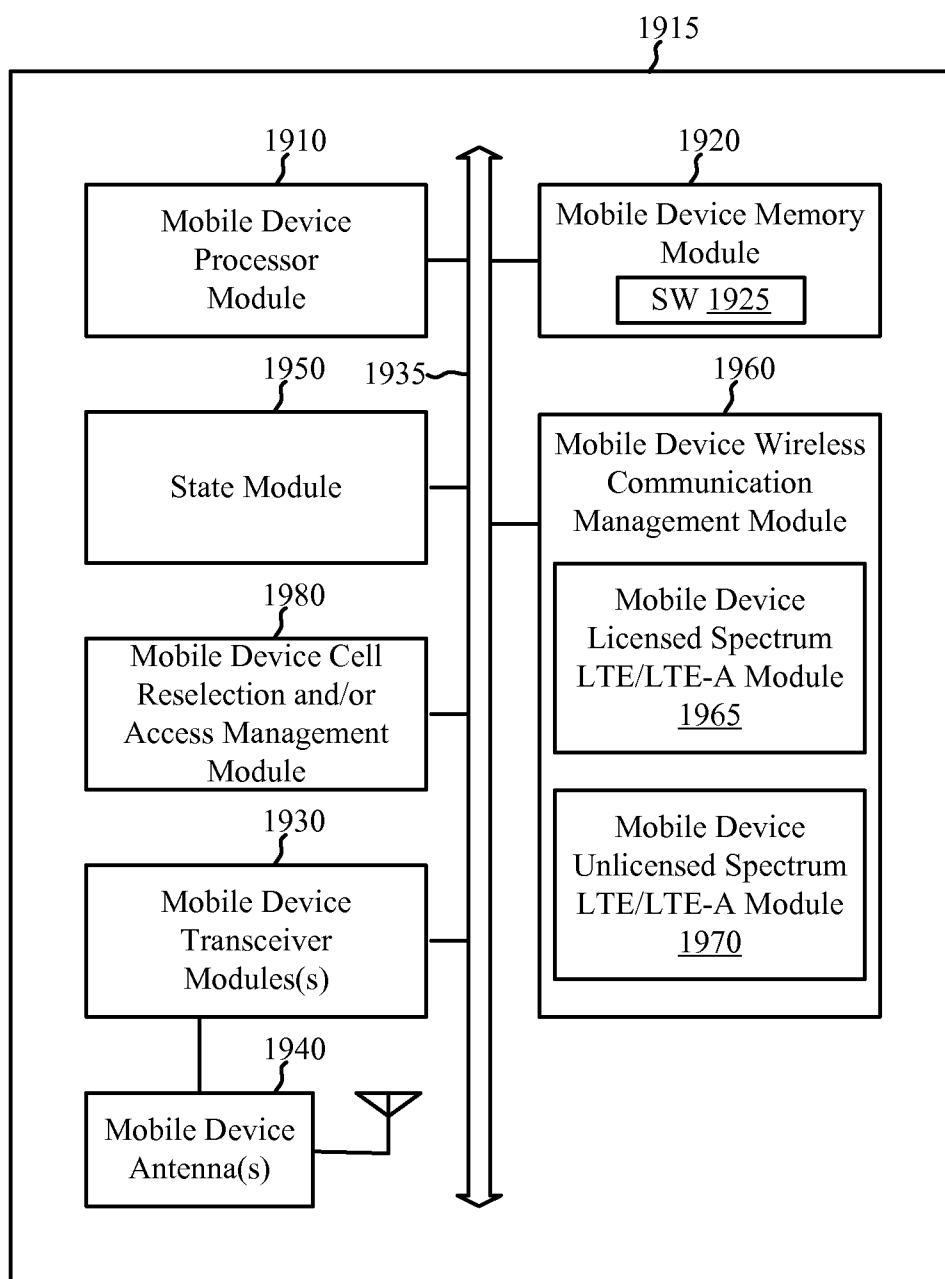 1915
1910
Mobile Device
Processor
Module
1920
Mobile Device Memory
Module
SW 1925
1950
State Module
1935
1960
Mobile Device Wireless
Communication
Management Module
Mobile Device
Licensed Spectrum
LTE/LTE-A Module
1965
Mobile Device
Unlicensed Spectrum
LTE/LTE-A Module
1970
1980
Mobile Device Cell
Reselection and/or
Access Management
Module
1930
Mobile Device
Transceiver
Modules(s)
1940
Mobile Device
Antenna(s)